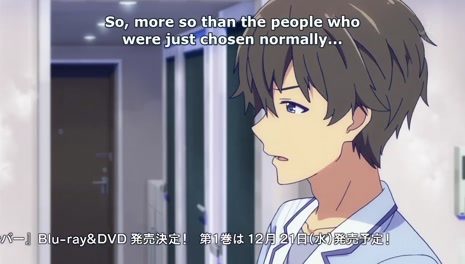 So, more so than the people who
were just chosen normally...
バー』 Blu-ray&DVD 発売決定! 第1巻は 12月 21日(水)発売予定!